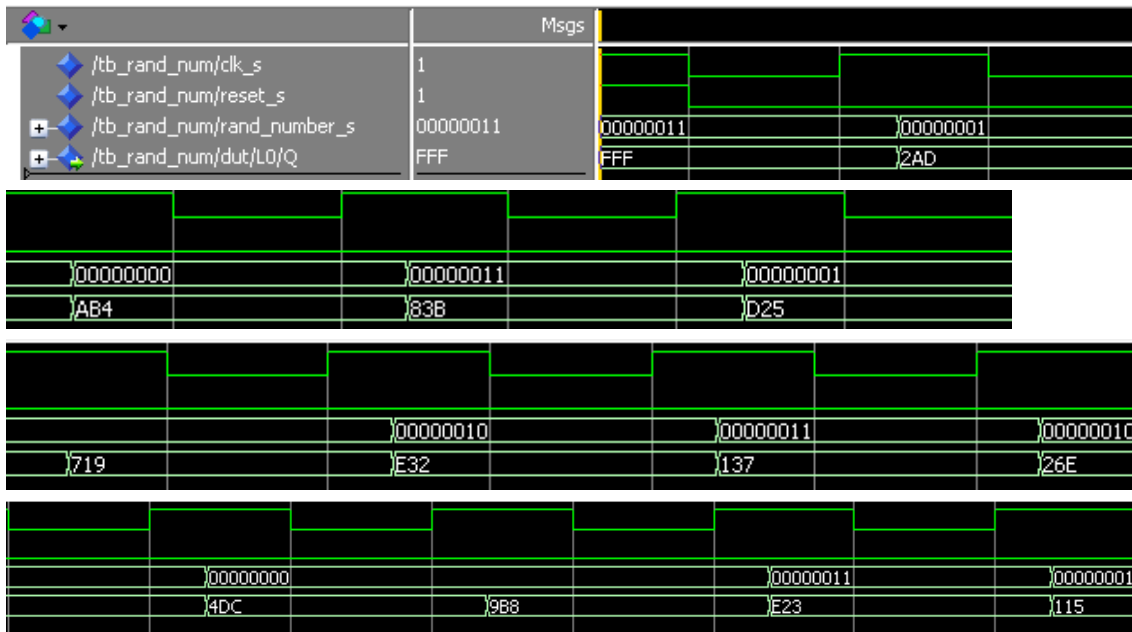 Msgs
/tb_rand_num/clk_s 1
/tb_rand_num/reset_s 1
/tb_rand_num/rand_number_s 00000011 00000011 00000001
/tb_rand_num/dut/L0/Q FFF FFF 2AD
00000000 00000011 00000001
AB4 83B D25
00000010 00000011 00000010
719 E32 137 26E
00000000 00000011 00000001
4DC 9B8 E23 115